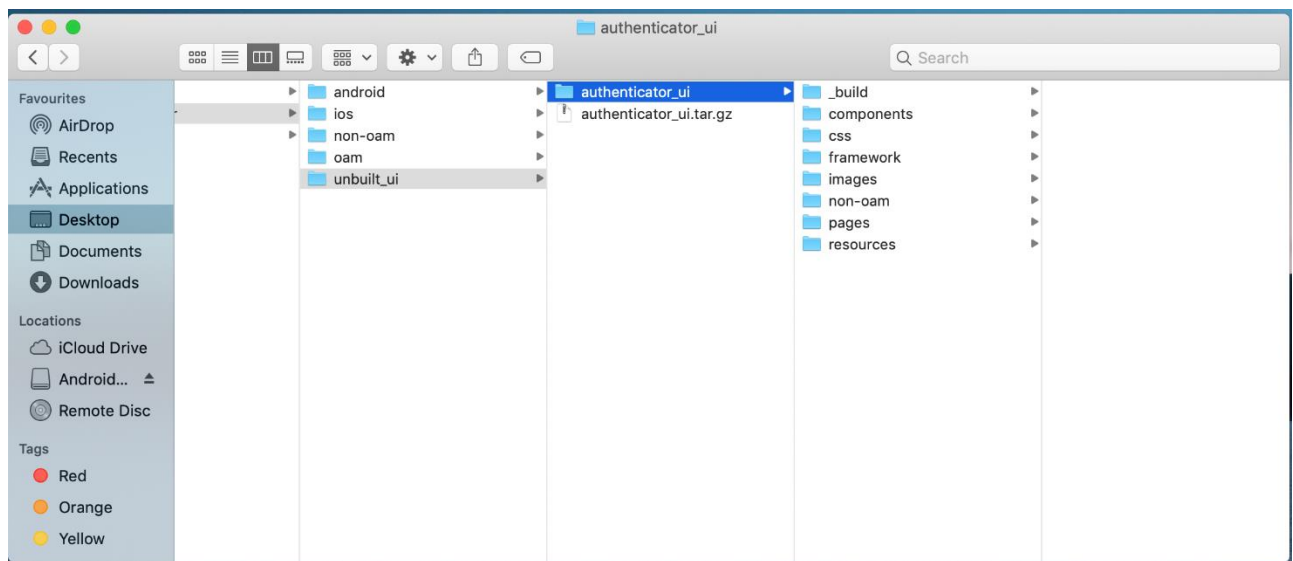 authenticator_ui
Search
Favourites
AirDrop
Recents
Applications
Desktop
Documents
Downloads
Locations
iCloud Drive
Android...
Remote Disc
Tags
Red
Orange
Yellow
android
ios
non-oam
oam
unbuilt_ui
authenticator_ui
authenticator_ui.tar.gz
_build
components
css
framework
images
non-oam
pages
resources